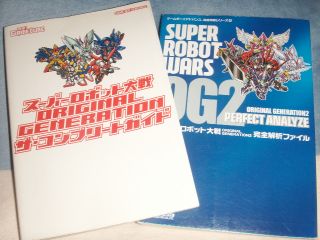 スーパーロボット大戦
ORIGINAL
GENERATION
ザ・コンプリートガイド
SUPER
ROBOT
WARS
OG2
ORIGINAL GENERATION2
PERFECT ANALYZE
ロボット大戦 ORIGINAL GENERATION2 完全解析ファイル